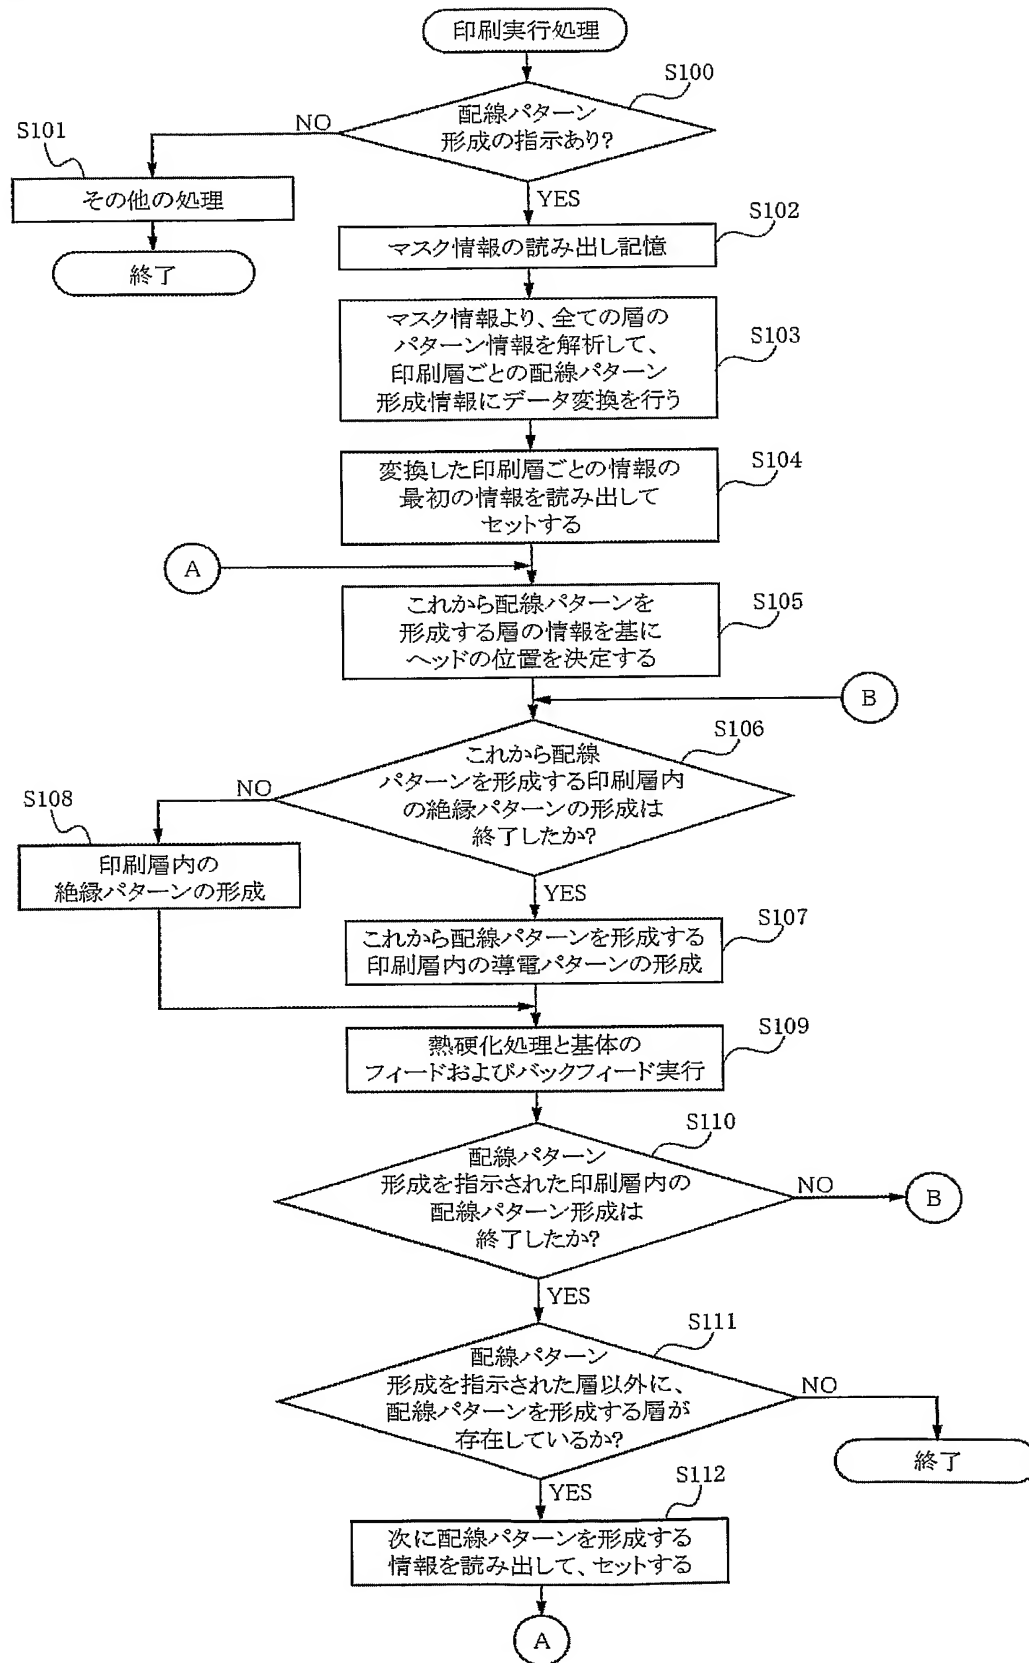 印刷実行処理
S100
配線パターン
形成の指示あり?
NO
S101
その他の処理
終了
YES
S102
マスク情報の読み出し記憶
マスク情報より、全ての層の
パターン情報を解析して、
印刷層ごとの配線パターン
形成情報にデータ変換を行う
S103
変換した印刷層ごとの情報の
最初の情報を読み出して
セットする
S104
A
これから配線パターンを
形成する層の情報を基に
ヘッドの位置を決定する
S105
B
S106
これから配線
パターンを形成する印刷層内
の絶縁パターンの形成は
終了したか?
NO
S108
印刷層内の
絶縁パターンの形成
YES
これから配線パターンを形成する
印刷層内の導電パターンの形成
S107
熱硬化処理と基体の
フィードおよびバックフィード実行
S109
S110
配線パターン
形成を指示された印刷層内の
配線パターン形成は
終了したか?
NO
B
YES
S111
配線パターン
形成を指示された層以外に、
配線パターンを形成する層が
存在しているか?
NO
終了
YES
S112
次に配線パターンを形成する
情報を読み出して、セットする
A